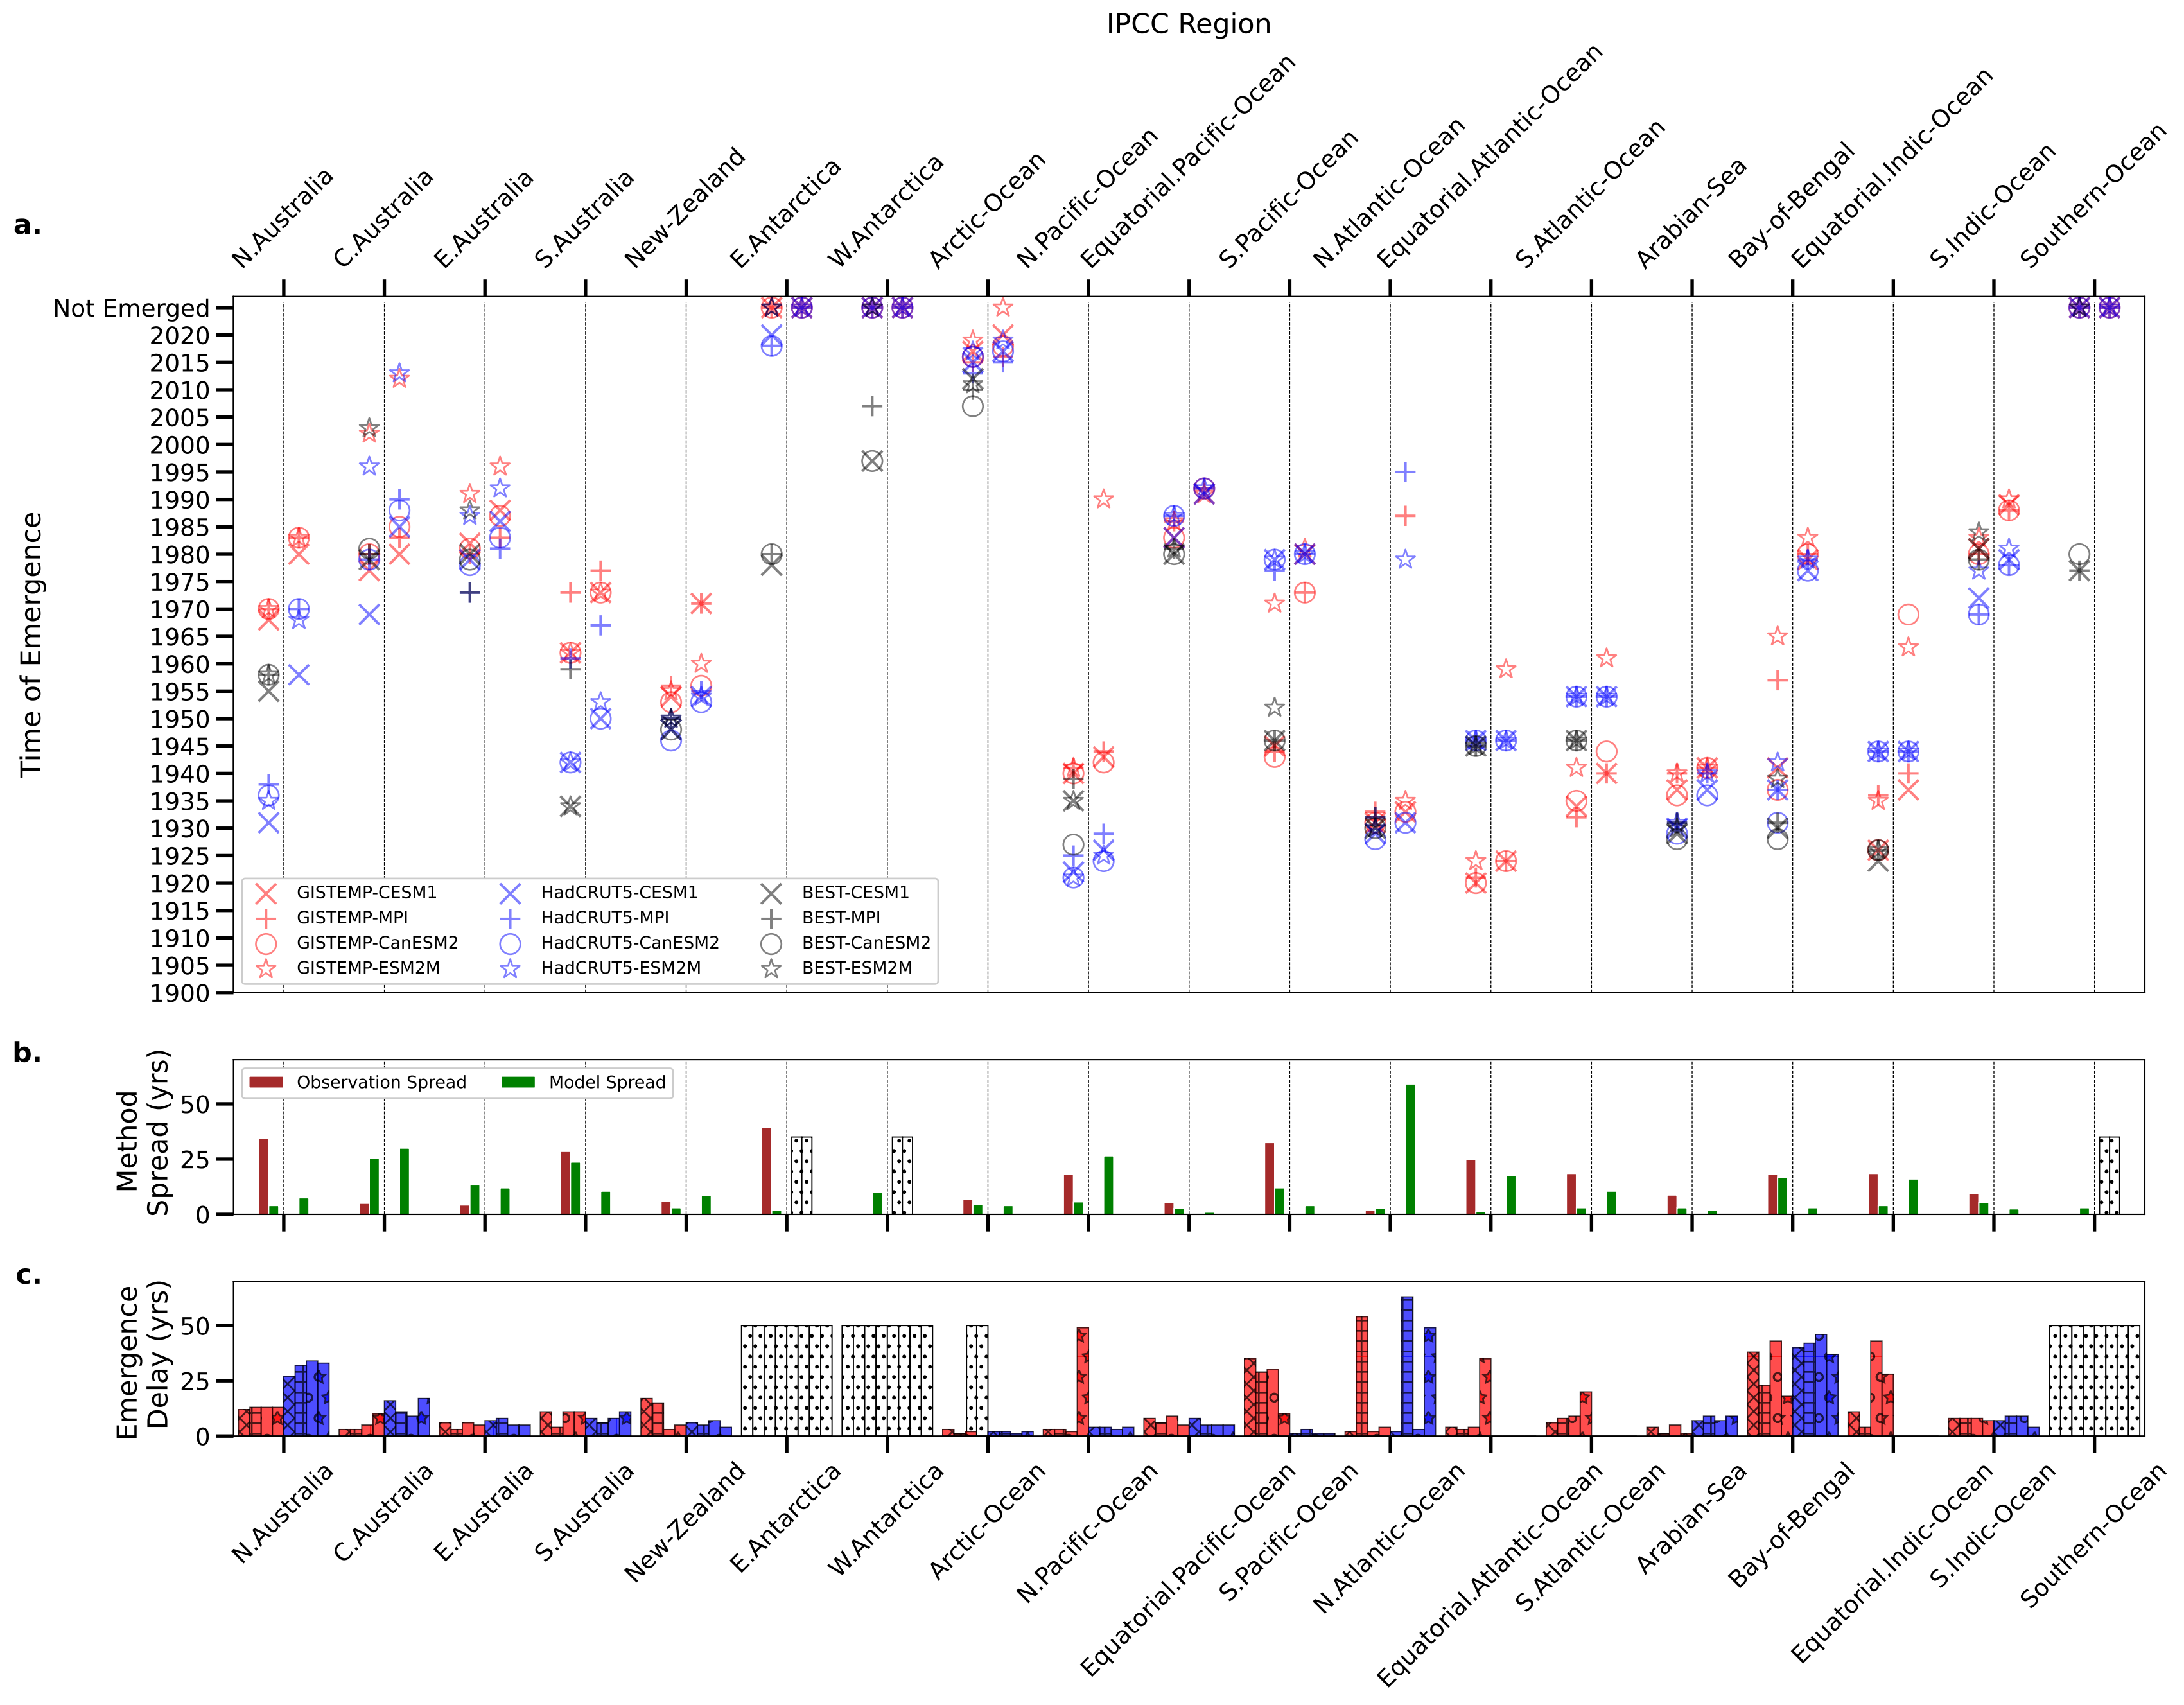 IPCC Region
N.Australia
C.Australia
E.Australia
S.Australia
New-Zealand
E.Antarctica
W.Antarctica
Arctic-Ocean
N.Pacific-Ocean
Equatorial.Pacific-Ocean
S.Pacific-Ocean
N.Atlantic-Ocean
Equatorial.Atlantic-Ocean
S.Atlantic-Ocean
Arabian-Sea
Bay-of-Bengal
Equatorial.Indic-Ocean
S.Indic-Ocean
Southern-Ocean
a.
Time of Emergence
Not Emerged
2020
2015
2010
2005
2000
1995
1990
1985
1980
1975
1970
1965
1960
1955
1950
1945
1940
1935
1930
1925
1920
1915
1910
1905
1900
GISTEMP-CESM1
GISTEMP-MPI
GISTEMP-CanESM2
GISTEMP-ESM2M
HadCRUT5-CESM1
HadCRUT5-MPI
HadCRUT5-CanESM2
HadCRUT5-ESM2M
BEST-CESM1
BEST-MPI
BEST-CanESM2
BEST-ESM2M
b.
Method
Spread (yrs)
50
25
0
Observation Spread
Model Spread
c.
Emergence
Delay (yrs)
50
25
0
N.Australia
C.Australia
E.Australia
S.Australia
New-Zealand
E.Antarctica
W.Antarctica
Arctic-Ocean
N.Pacific-Ocean
Equatorial.Pacific-Ocean
S.Pacific-Ocean
N.Atlantic-Ocean
Equatorial.Atlantic-Ocean
S.Atlantic-Ocean
Arabian-Sea
Bay-of-Bengal
Equatorial.Indic-Ocean
S.Indic-Ocean
Southern-Ocean